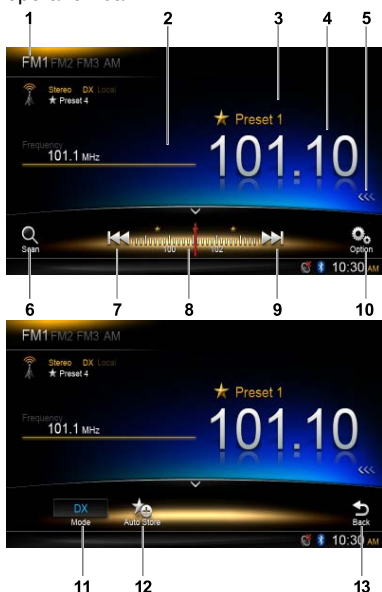 1 2 3 4 5
FM1 FM2 FM3 AM
Stereo DX Local
★ Preset 4
★ Preset 1
Frequency
101.1 MHz
101.10
Scan
100 102
Option
10:30 AM
6 7 8 9 10
FM1 FM2 FM3 AM
Stereo DX Local
★ Preset 4
★ Preset 1
Frequency
101.1 MHz
101.10
DX
Mode
Auto Store
Back
10:30 AM
11 12 13